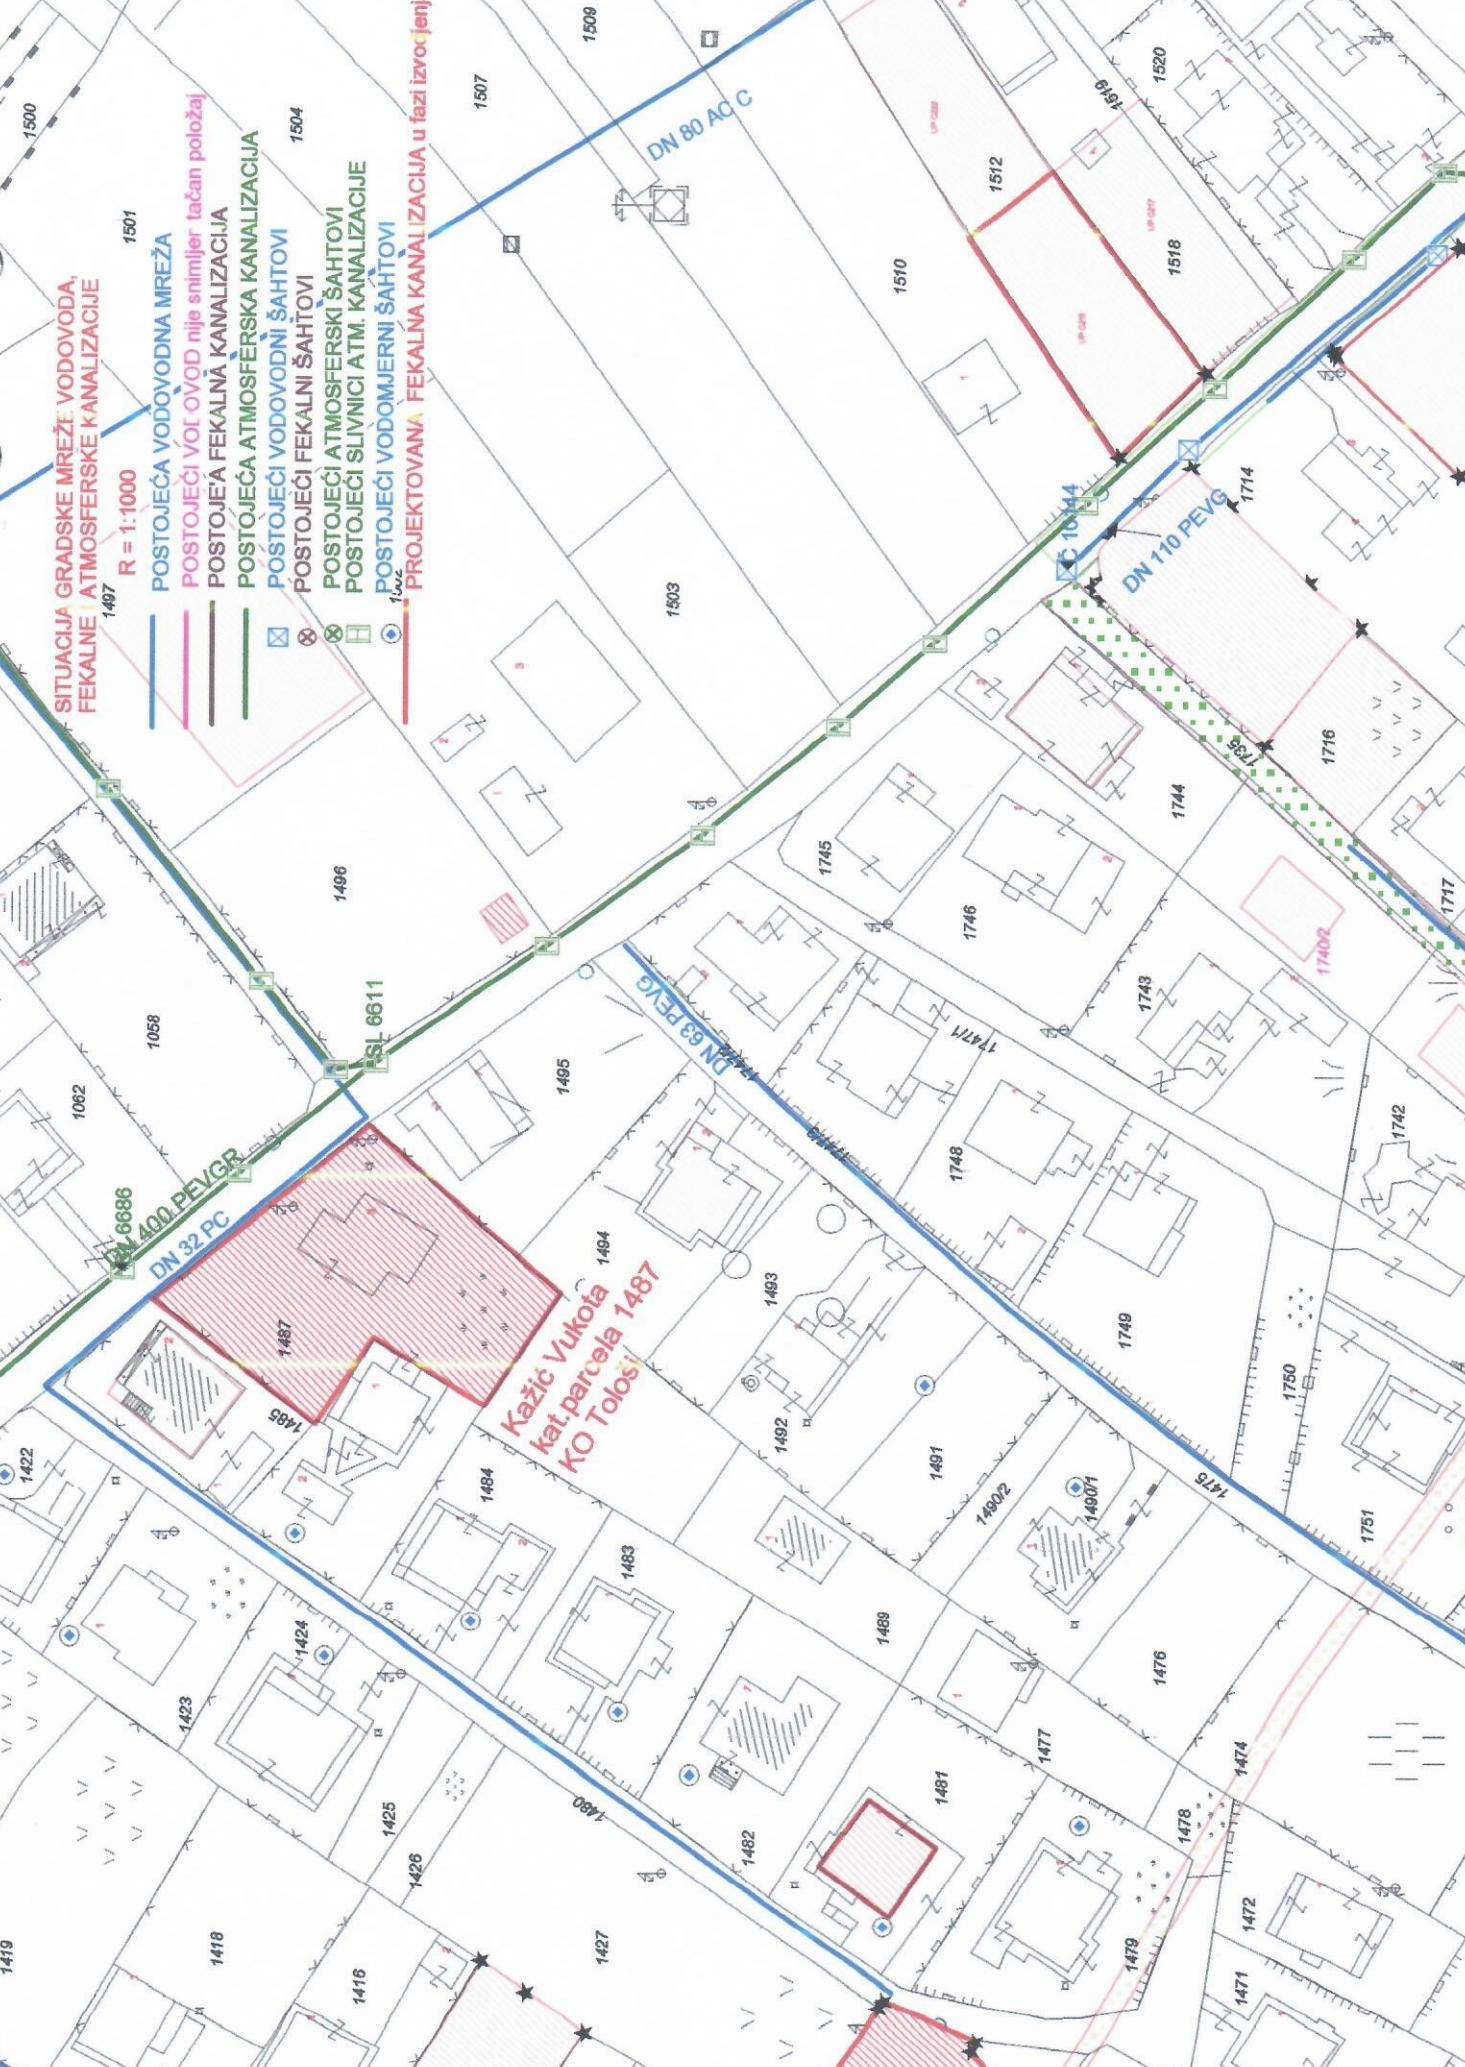 SITUACIJA GRADSKE MREŽE VODOVODA,
FEKALNE I ATMOSFERSKE KANALIZACIJE
R = 1:1000
POSTOJEĆA VODOVODNA MREŽA
POSTOJEĆI VODOVOD nije snimljer tačan položaj
POSTOJE'A FEKALNA KANALIZACIJA
POSTOJEĆA ATMOSFERSKA KANALIZACIJA
POSTOJEĆI VODOVODNI ŠAHTOVI
POSTOJEĆI FEKALNI ŠAHTOVI
POSTOJEĆI ATMOSFERSKI ŠAHTOVI
POSTOJEĆI SLIVNICI ATM. KANALIZACIJE
POSTOJEĆI VODOMJERNI ŠAHTOVI
PROJEKTOVANA FEKALNA KANALIZACIJA u fazi izvodjenj
Kažić Vukota
kat.parcela 1487
KO Tološi
DN 80 AC C
DN 110 PEVG
DN 63 PEVG
DN 32 PC
DN 400 PEVGR
SL 6611
6686
1500
1501
1504
1507
1509
1497
1503
1510
1512
1518
1519
1520
1496
1495
1494
1493
1492
1491
1490/2
1490/1
1489
1487
1485
1484
1483
1482
1481
1480
1479
1478
1477
1476
1475
1474
1472
1471
1058
1062
1422
1423
1424
1425
1426
1427
1416
1418
1419
1714
1716
1717
1735
1740/2
1742
1743
1744
1745
1746
1747/1
1748
1749
1750
1751